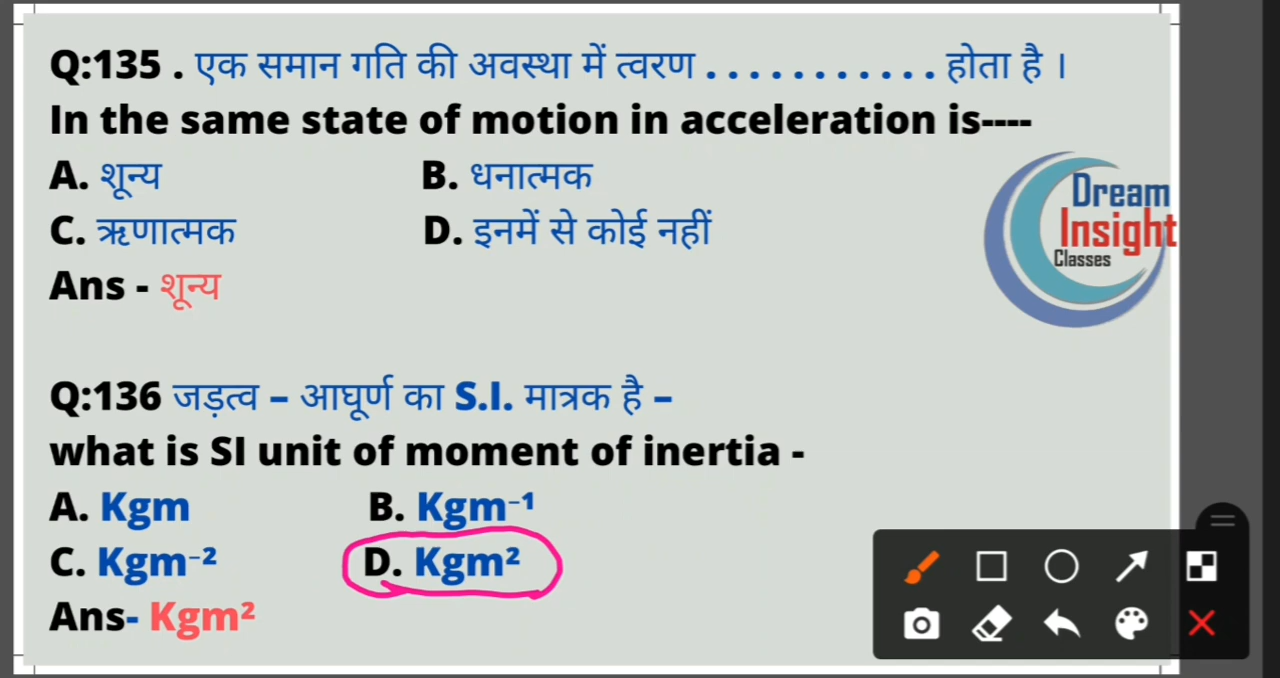 Q:135 . एक समान गति की अवस्था में त्वरण . . . . . . . . . . . होता है ।
In the same state of motion in acceleration is----
A. शून्य B. धनात्मक
C. ऋणात्मक D. इनमें से कोई नहीं
Ans - शून्य
Dream
Insight
Classes
Q:136 जड़त्व – आघूर्ण का S.I. मात्रक है –
what is SI unit of moment of inertia -
A. Kgm B. Kgm⁻¹
C. Kgm⁻² D. Kgm²
Ans- Kgm²